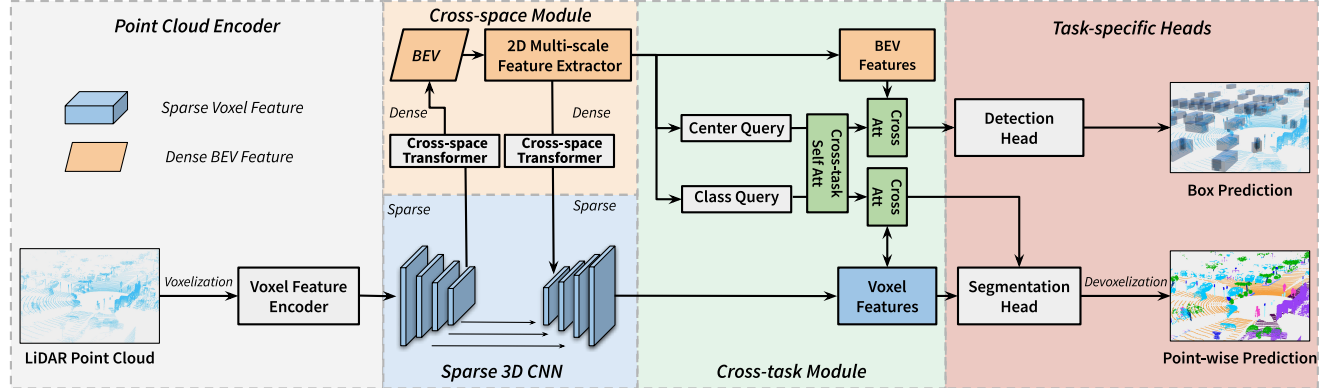 Point Cloud Encoder
Sparse Voxel Feature
Dense BEV Feature
LiDAR Point Cloud
Voxelization
Voxel Feature
Encoder
Cross-space Module
BEV
2D Multi-scale
Feature Extractor
Dense
Dense
Cross-space
Transformer
Cross-space
Transformer
Sparse
Sparse
Sparse 3D CNN
BEV
Features
Center Query
Class Query
Cross-task
Self Att
Cross
Att
Cross
Att
Voxel
Features
Cross-task Module
Task-specific Heads
Detection
Head
Box Prediction
Segmentation
Head
Devoxelization
Point-wise Prediction